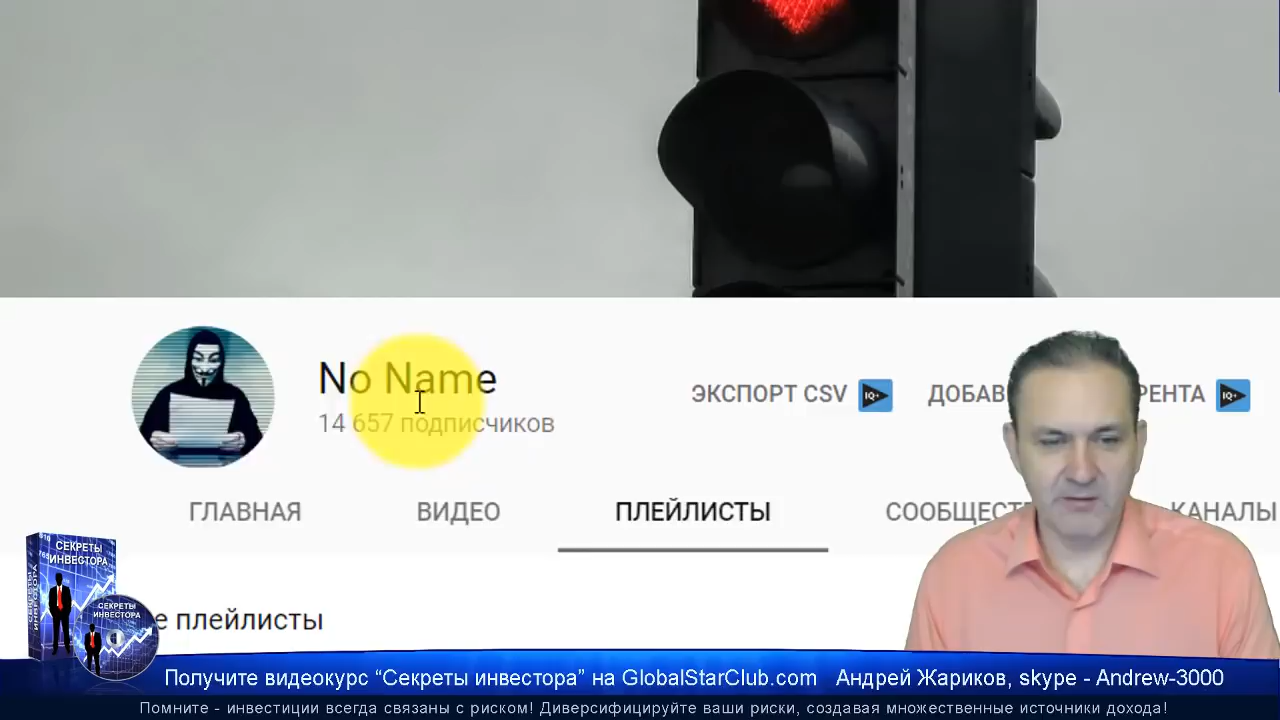 No Name
14 657 подписчиков
ЭКСПОРТ CSV IQ+
ДОБАВ
РЕНТА IQ+
ГЛАВНАЯ ВИДЕО ПЛЕЙЛИСТЫ СООБЩЕСТ КАНАЛЫ
е плейлисты
СЕКРЕТЫ
ИНВЕСТОРА
СЕКРЕТЫ
ИНВЕСТОРА
Получите видеокурс “Секреты инвестора” на GlobalStarClub.com Андрей Жариков, skype - Andrew-3000
Помните - инвестиции всегда связаны с риском! Диверсифицируйте ваши риски, создавая множественные источники дохода!